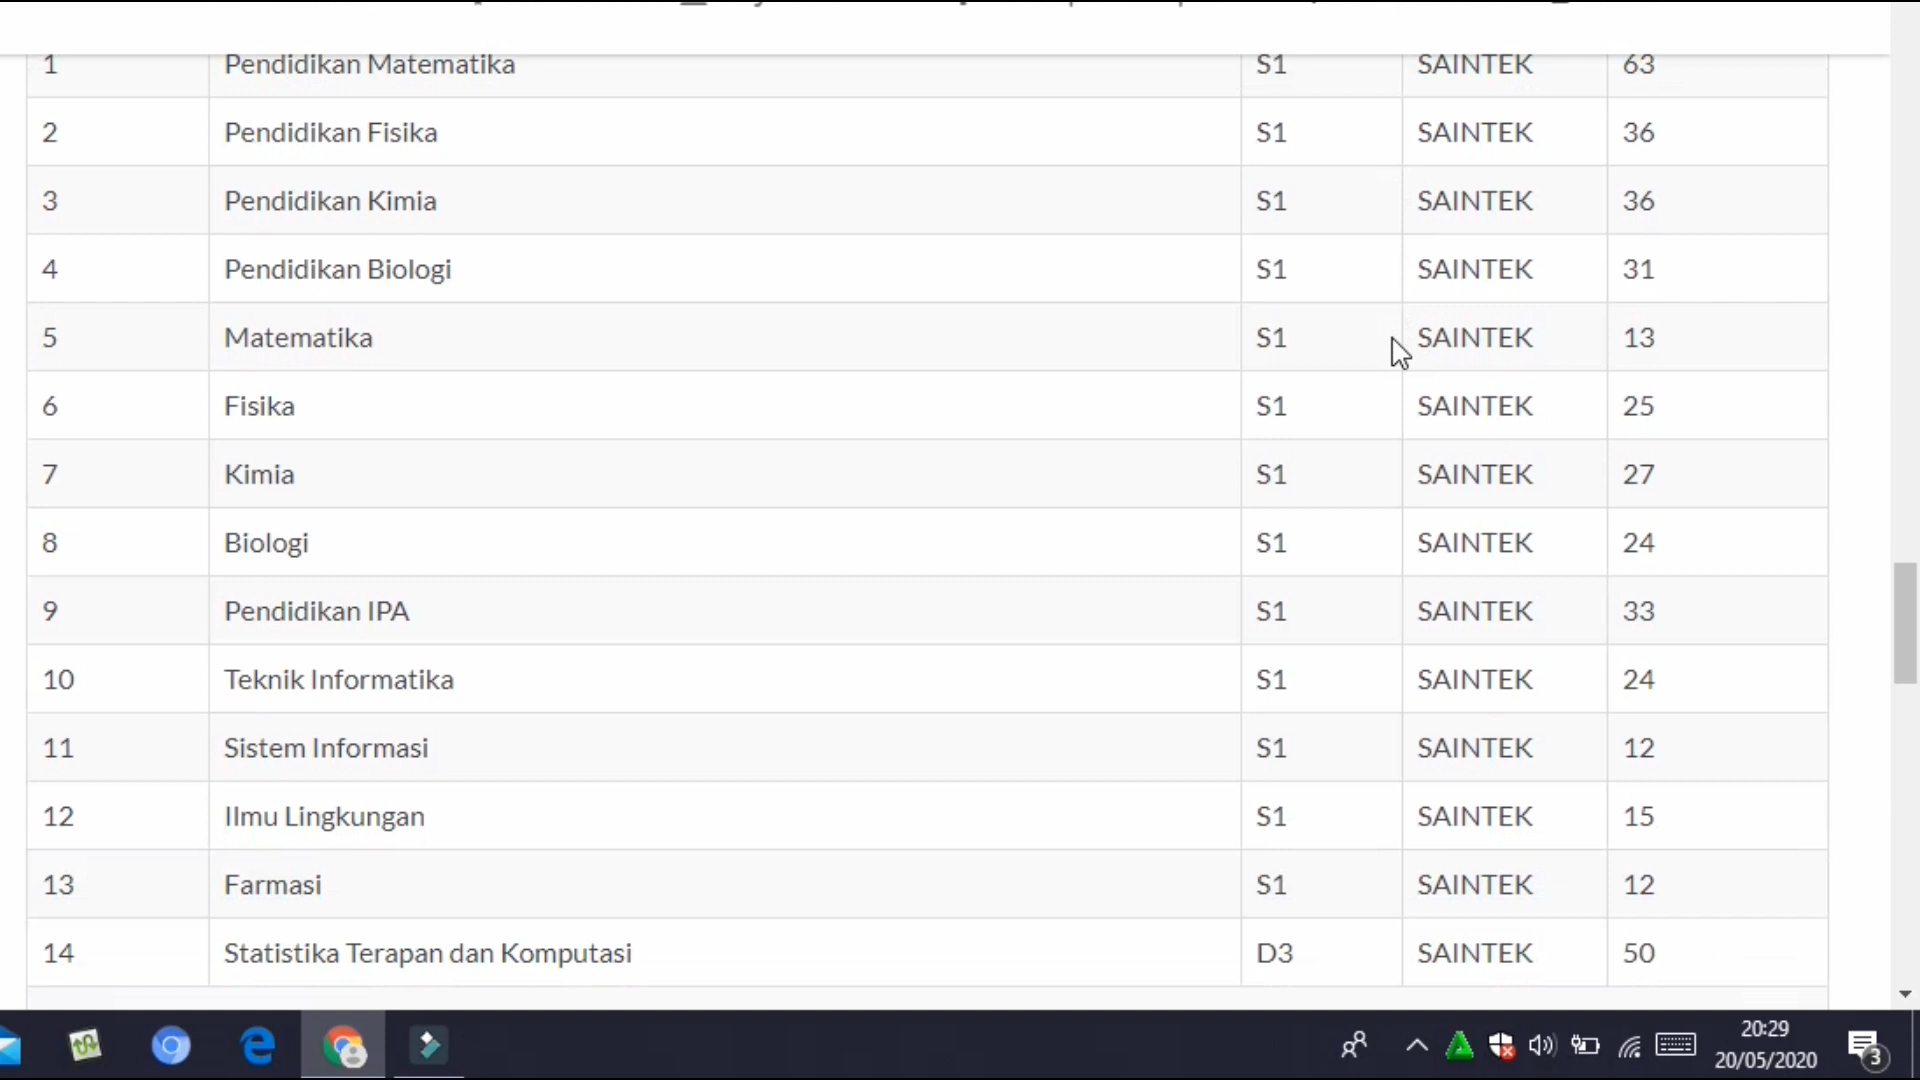 1 Pendidikan Matematika S1 SAINTEK 63
2 Pendidikan Fisika S1 SAINTEK 36
3 Pendidikan Kimia S1 SAINTEK 36
4 Pendidikan Biologi S1 SAINTEK 31
5 Matematika S1 SAINTEK 13
6 Fisika S1 SAINTEK 25
7 Kimia S1 SAINTEK 27
8 Biologi S1 SAINTEK 24
9 Pendidikan IPA S1 SAINTEK 33
10 Teknik Informatika S1 SAINTEK 24
11 Sistem Informasi S1 SAINTEK 12
12 Ilmu Lingkungan S1 SAINTEK 15
13 Farmasi S1 SAINTEK 12
14 Statistika Terapan dan Komputasi D3 SAINTEK 50
20:29
20/05/2020
3